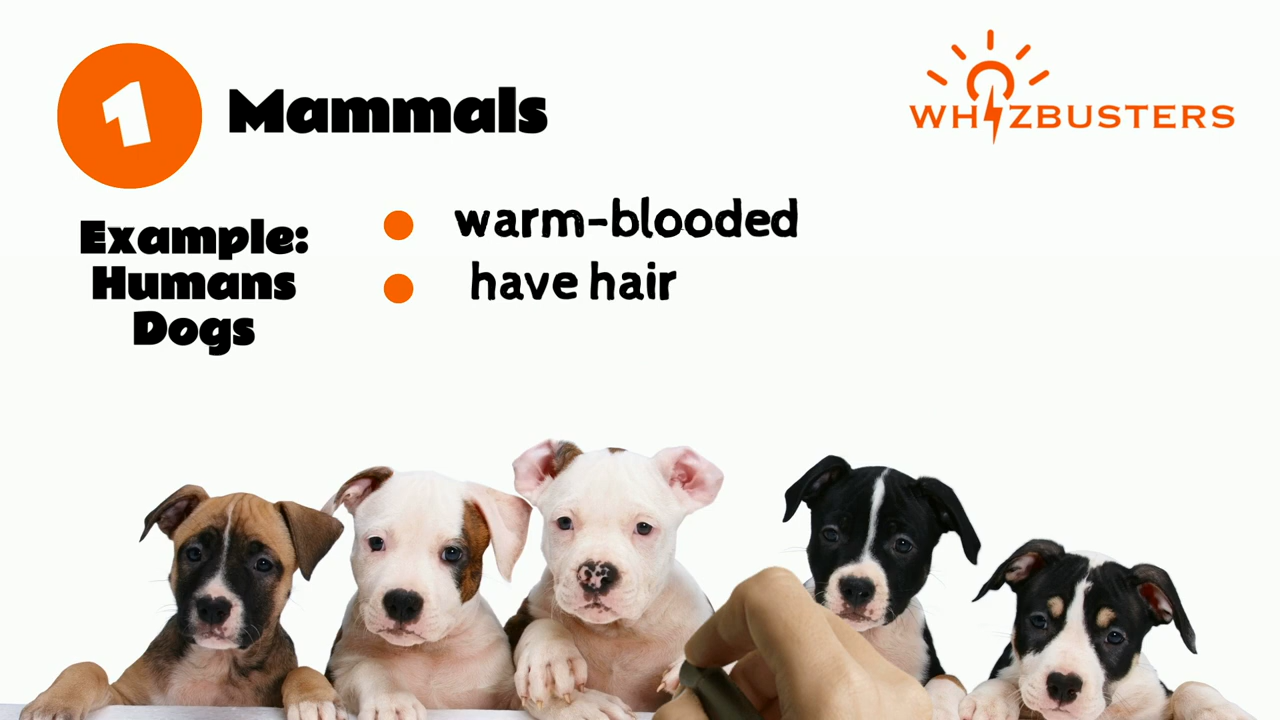 1 Mammals
WHIZBUSTERS
Example:
Humans
Dogs
warm-blooded
have hair